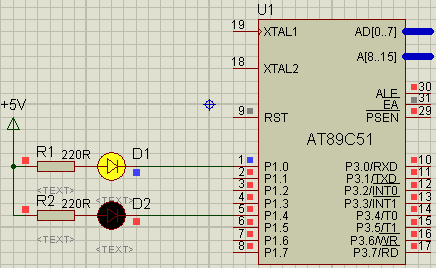 U1
19 XTAL1 AD[0..7]
A[8..15]
18 XTAL2
ALE 30
EA 31
+5V
9 RST PSEN 29
AT89C51
R1 220R D1
1 P1.0 P3.0/RXD 10
2 P1.1 P3.1/TXD 11
<TEXT> <TEXT>
3 P1.2 P3.2/INT0 12
R2 220R D2
4 P1.3 P3.3/INT1 13
5 P1.4 P3.4/T0 14
6 P1.5 P3.5/T1 15
<TEXT> <TEXT>
7 P1.6 P3.6/WR 16
8 P1.7 P3.7/RD 17